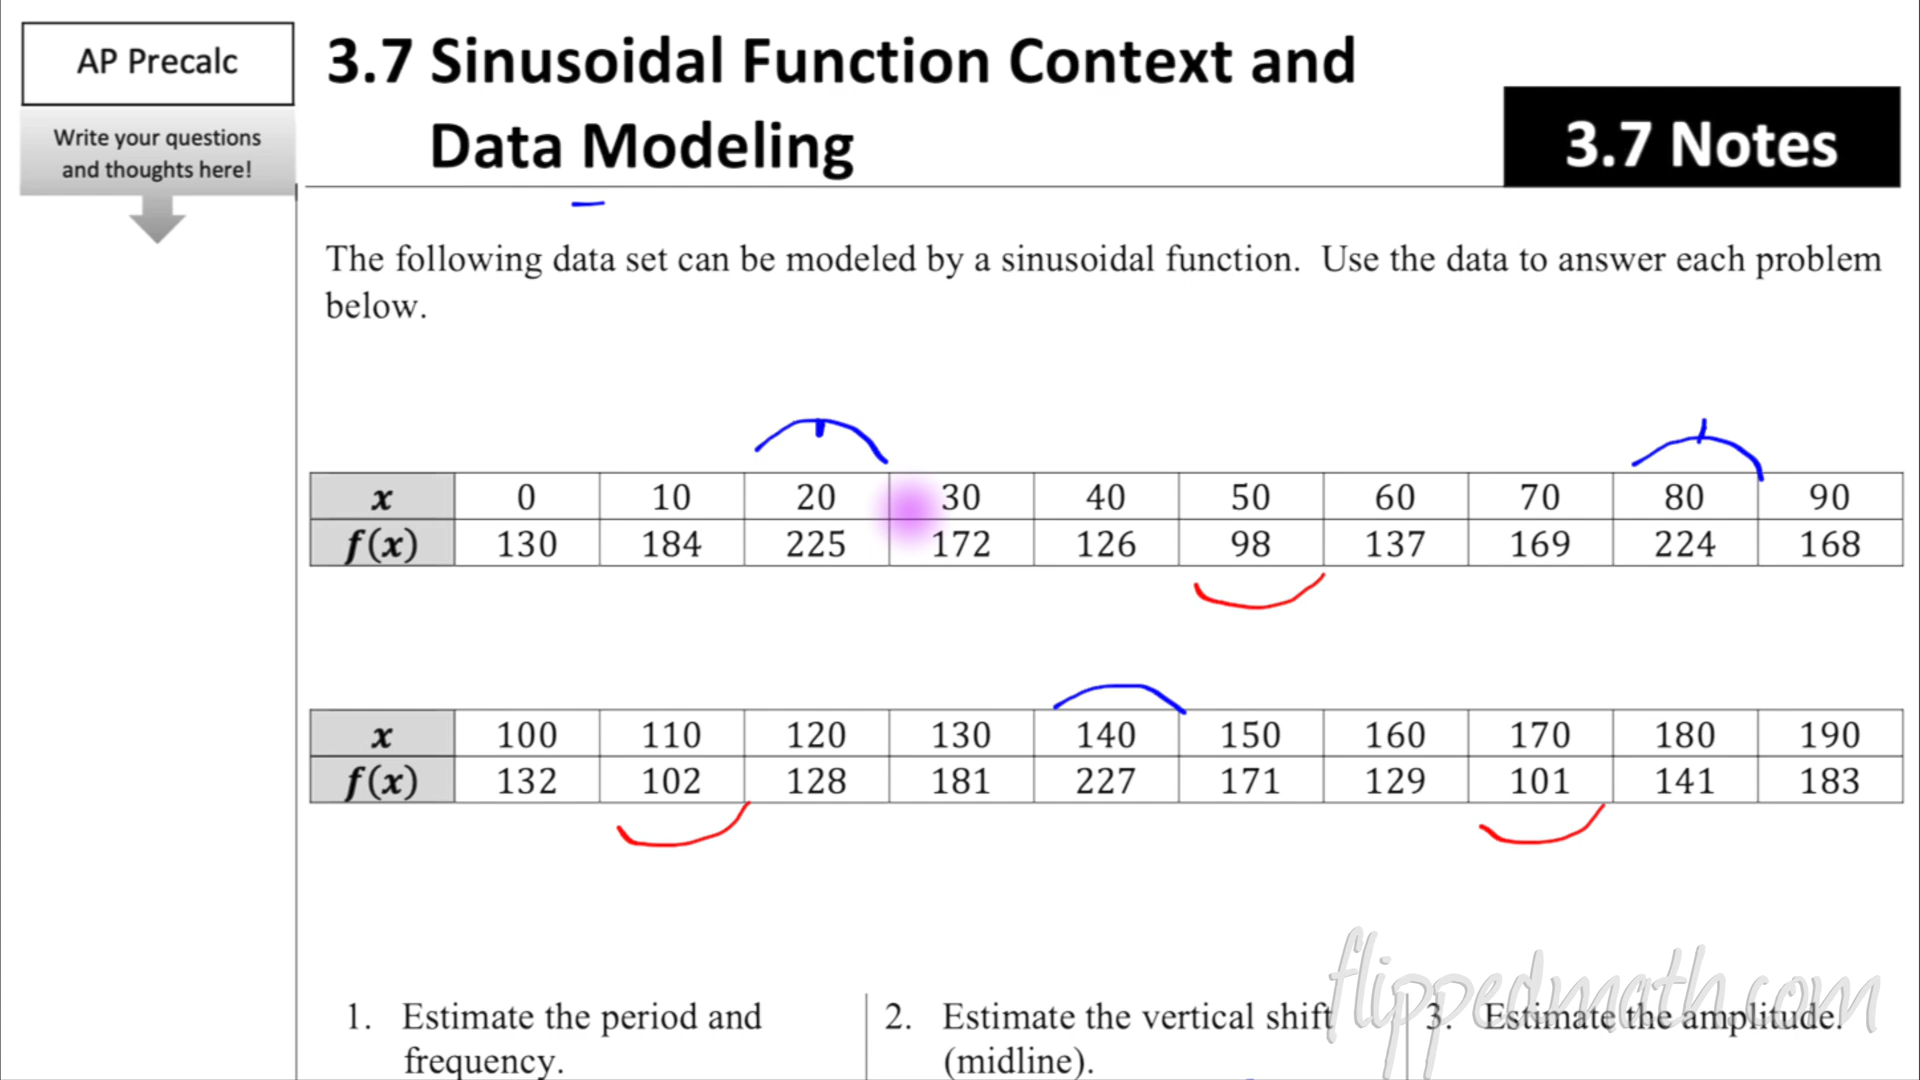 AP Precalc
Write your questions
and thoughts here!
3.7 Sinusoidal Function Context and
Data Modeling
3.7 Notes
The following data set can be modeled by a sinusoidal function. Use the data to answer each problem
below.
x 0 10 20 30 40 50 60 70 80 90
f(x) 130 184 225 172 126 98 137 169 224 168
x 100 110 120 130 140 150 160 170 180 190
f(x) 132 102 128 181 227 171 129 101 141 183
1. Estimate the period and
frequency.
2. Estimate the vertical shift
(midline).
3. Estimate the amplitude.
flippedmath.com